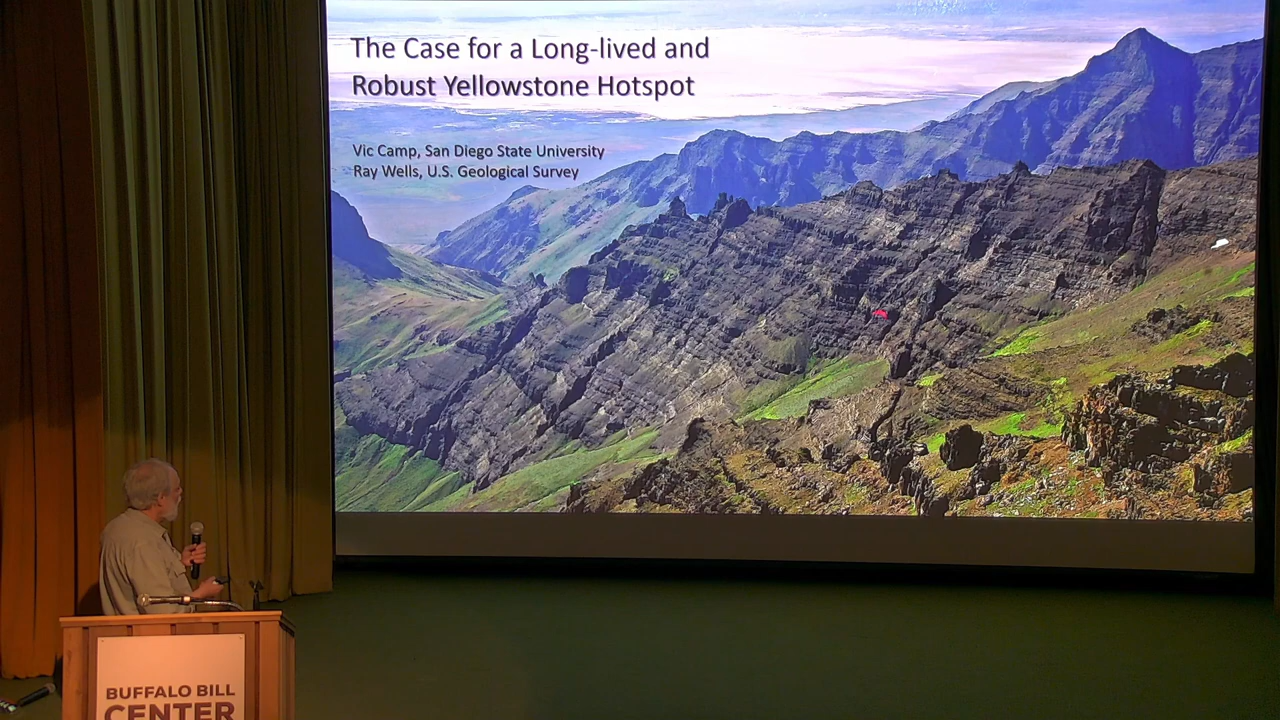 The Case for a Long-lived and
Robust Yellowstone Hotspot
Vic Camp, San Diego State University
Ray Wells, U.S. Geological Survey
BUFFALO BILL
CENTER